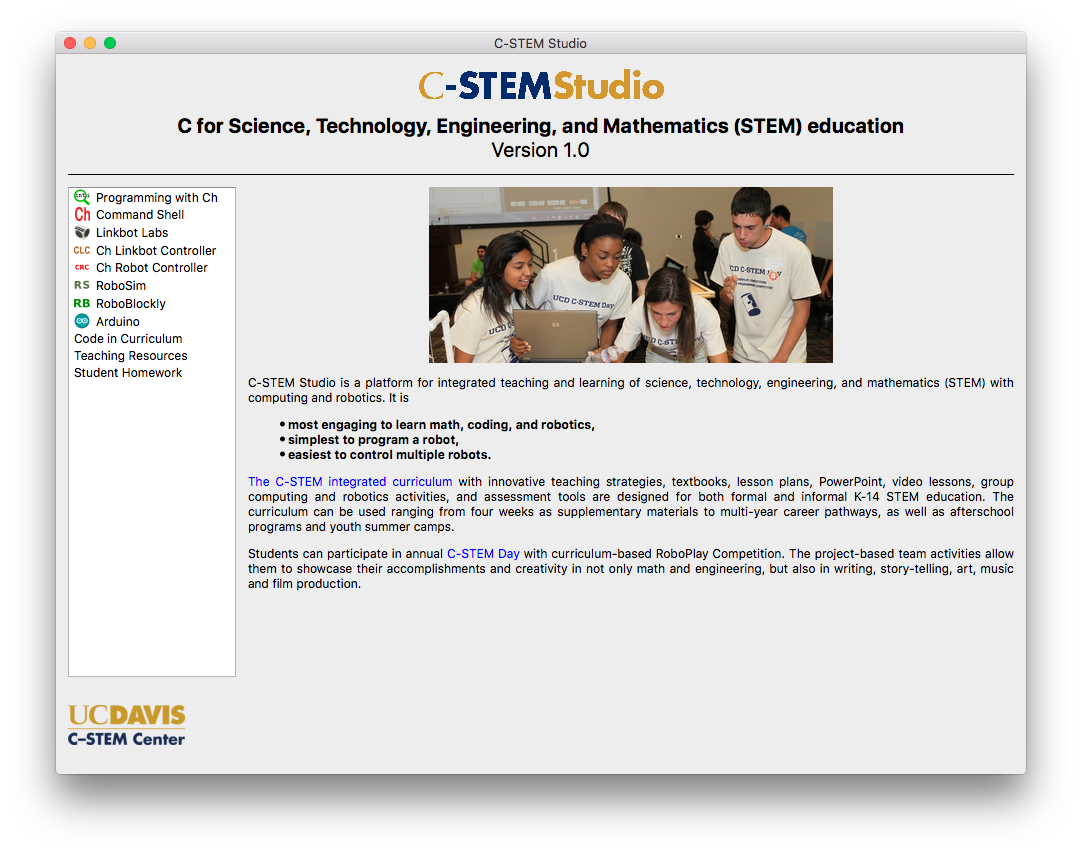 C-STEM Studio
C-STEMStudio
C for Science, Technology, Engineering, and Mathematics (STEM) education
Version 1.0
Programming with Ch
Ch Command Shell
Linkbot Labs
CLC Ch Linkbot Controller
CRC Ch Robot Controller
RS RoboSim
RB RoboBlockly
Arduino
Code in Curriculum
Teaching Resources
Student Homework
UCD C-STEM Day
UCD C-STEM Day
C-STEM Studio is a platform for integrated teaching and learning of science, technology, engineering, and mathematics (STEM) with
computing and robotics. It is
• most engaging to learn math, coding, and robotics,
• simplest to program a robot,
• easiest to control multiple robots.
The C-STEM integrated curriculum with innovative teaching strategies, textbooks, lesson plans, PowerPoint, video lessons, group
computing and robotics activities, and assessment tools are designed for both formal and informal K-14 STEM education. The
curriculum can be used ranging from four weeks as supplementary materials to multi-year career pathways, as well as afterschool
programs and youth summer camps.
Students can participate in annual C-STEM Day with curriculum-based RoboPlay Competition. The project-based team activities allow
them to showcase their accomplishments and creativity in not only math and engineering, but also in writing, story-telling, art, music
and film production.
UCDAVIS
C-STEM Center